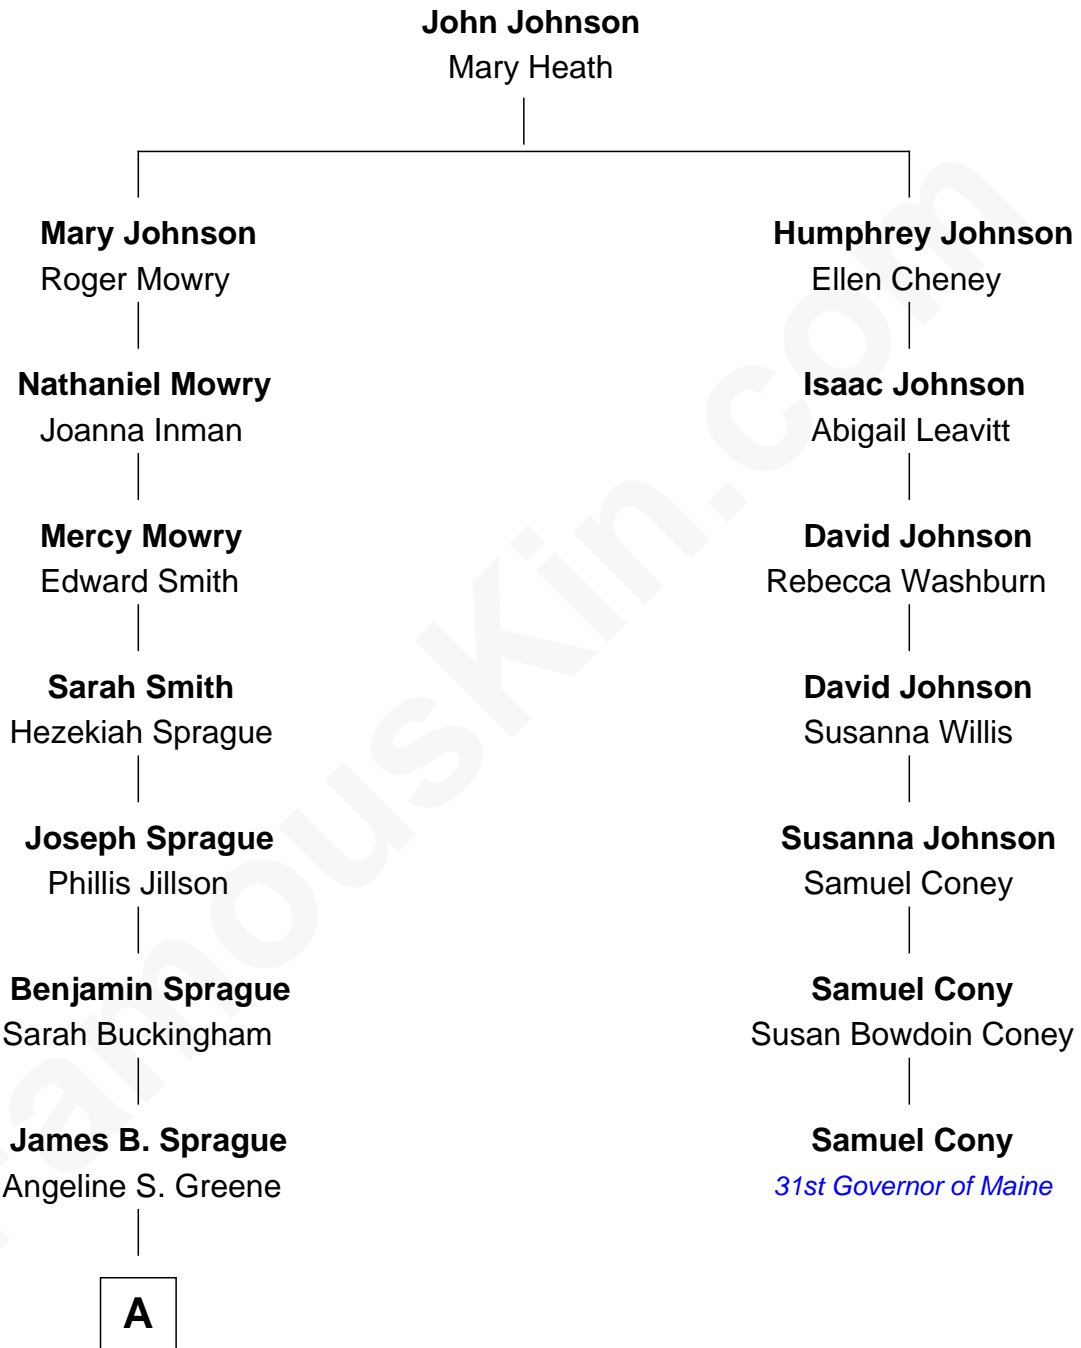 John Johnson
Mary Heath
Mary Johnson
Roger Mowry
Humphrey Johnson
Ellen Cheney
Nathaniel Mowry
Joanna Inman
Isaac Johnson
Abigail Leavitt
Mercy Mowry
Edward Smith
David Johnson
Rebecca Washburn
Sarah Smith
Hezekiah Sprague
David Johnson
Susanna Willis
Joseph Sprague
Phillis Jillson
Susanna Johnson
Samuel Coney
Benjamin Sprague
Sarah Buckingham
Samuel Cony
Susan Bowdoin Coney
James B. Sprague
Angeline S. Greene
Samuel Cony
31st Governor of Maine
A
FamousKin.com